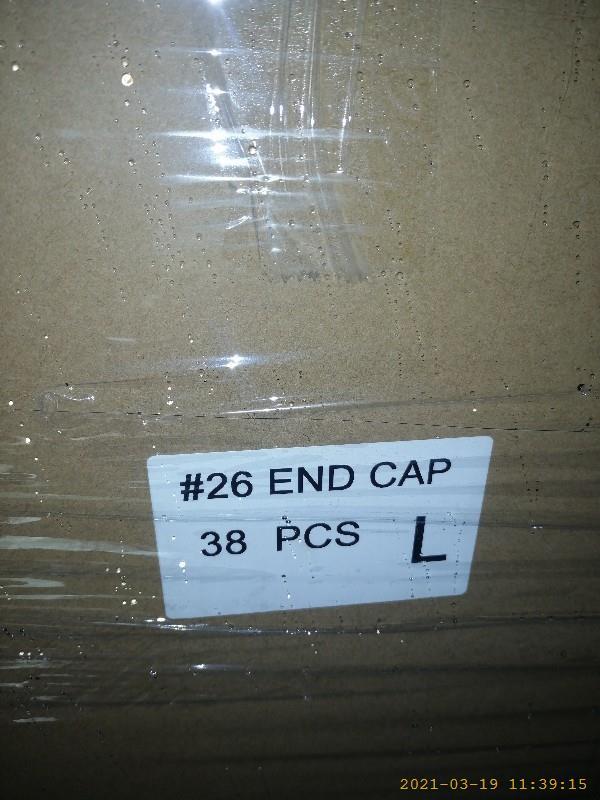 #26 END CAP
38 PCS L
2021-03-19 11:39:15